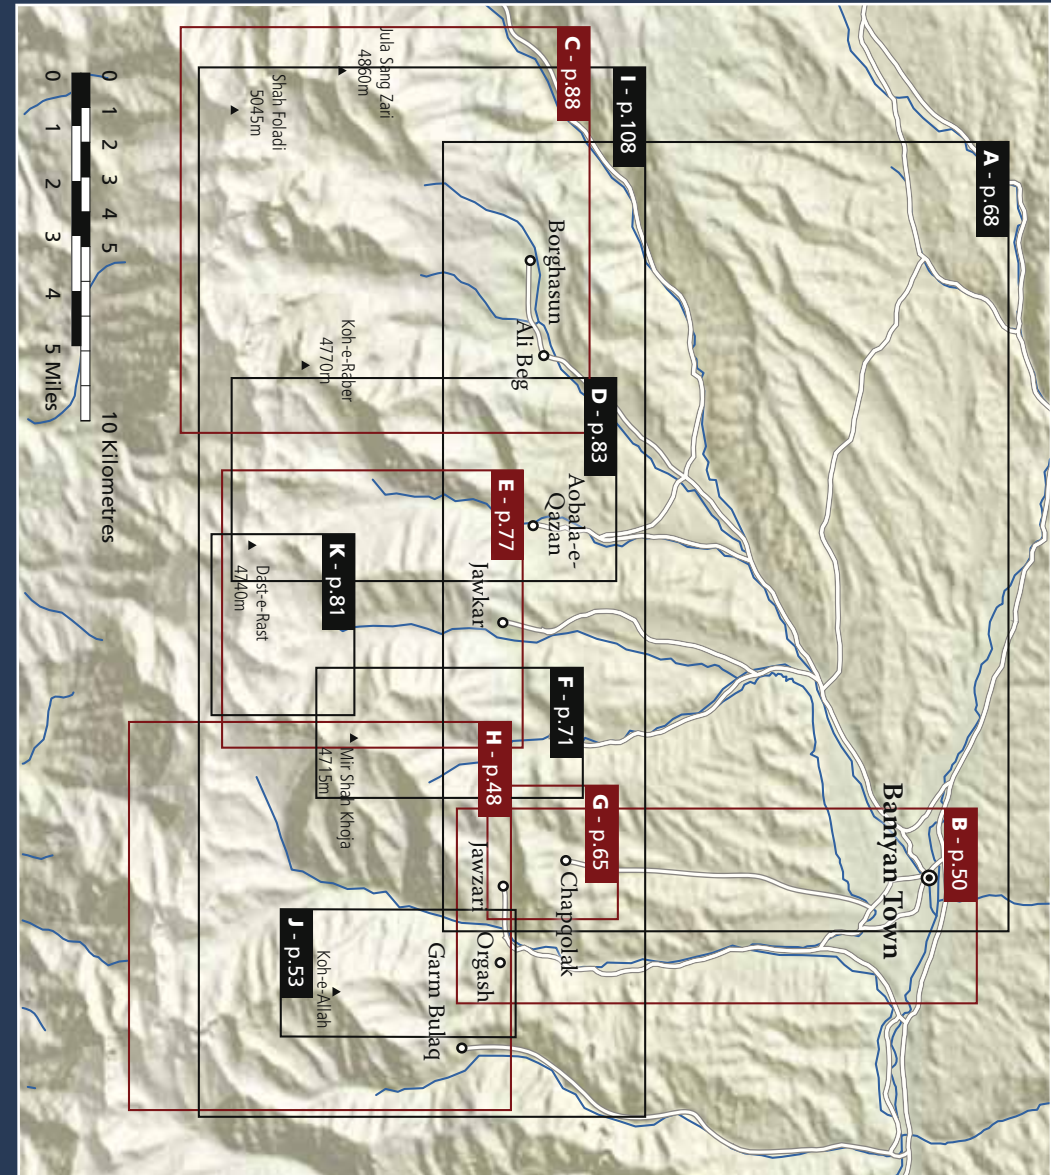 C - p.88
I - p.108
A - p.68
Jula Sang Zari
4860m
Shah Foladi
5045m
Borghasun
Ali Beg
Koh-e-Raber
4770m
D - p.83
E - p.77
Aobala-e-
Qazan
K - p.81
Dast-e-Rast
4740m
Jawkar
F - p.71
Mir Shah Khoja
4715m
H - p.48
G - p.65
B - p.50
Bamyan Town
Jawzari
Chapqolak
J - p.53
Koh-e-Allah
Orgash
Garm Bulaq
0 1 2 3 4 5 10 Kilometres
0 1 2 3 4 5 Miles